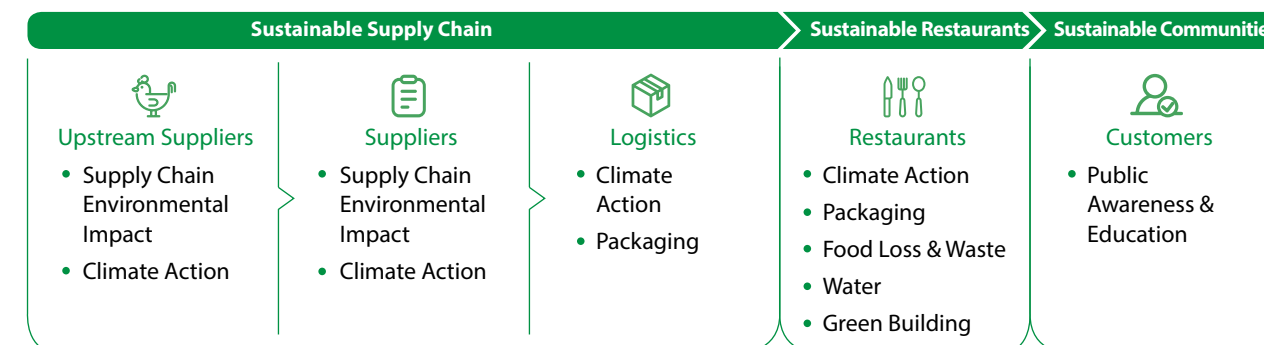 Sustainable Supply Chain
Sustainable Restaurants
Sustainable Communitie
Upstream Suppliers
• Supply Chain
Environmental
Impact
• Climate Action
Suppliers
• Supply Chain
Environmental
Impact
• Climate Action
Logistics
• Climate
Action
• Packaging
Restaurants
• Climate Action
• Packaging
• Food Loss & Waste
• Water
• Green Building
Customers
• Public
Awareness &
Education